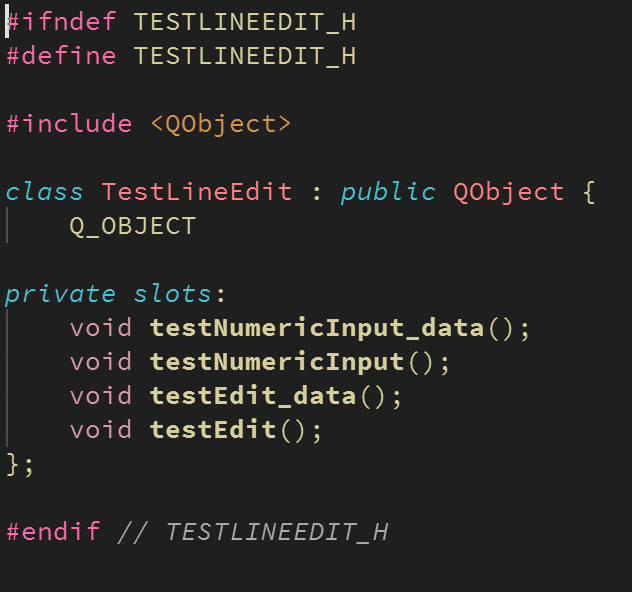 #ifndef TESTLINEEDIT_H
#define TESTLINEEDIT_H
#include <QObject>
class TestLineEdit : public QObject {
    Q_OBJECT
private slots:
    void testNumericInput_data();
    void testNumericInput();
    void testEdit_data();
    void testEdit();
};
#endif // TESTLINEEDIT_H